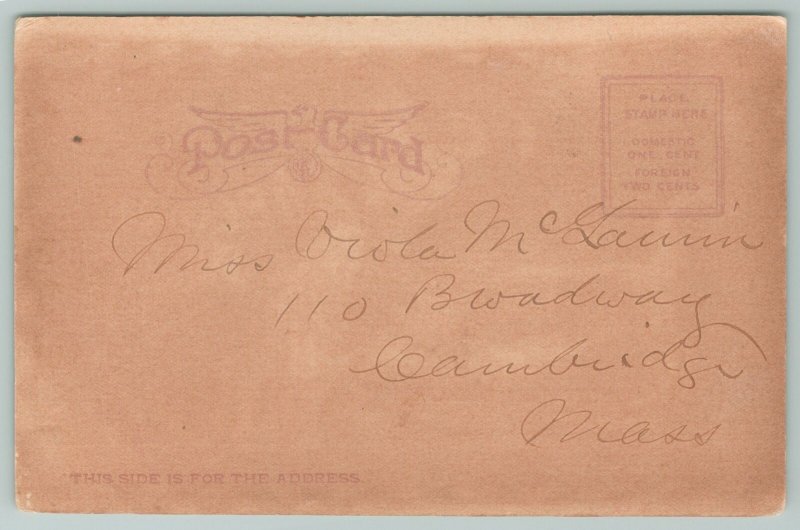 Post Card
PLACE
STAMP HERE
DOMESTIC
ONE CENT
FOREIGN
TWO CENTS
Miss Viola McLaurin
110 Broadway
Cambridge
Mass
THIS SIDE IS FOR THE ADDRESS.